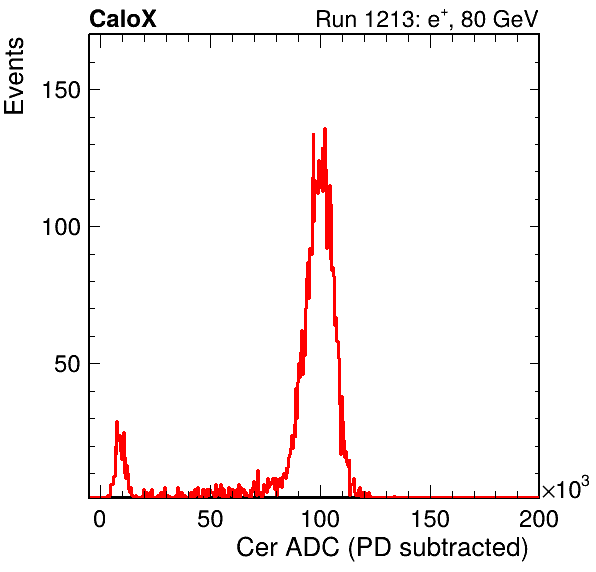 CaloX Run 1213: e⁺, 80 GeV
Events
150
100
50
0 50 100 150 200
×10³
Cer ADC (PD subtracted)